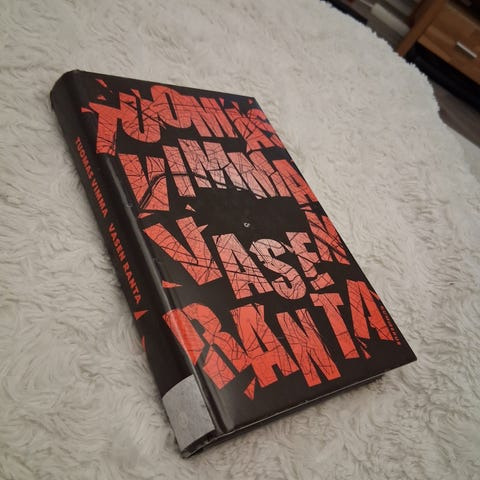 TUOMAS
VIMMA
VASEN
RANTA
TUOMAS VIMMA VASEN RANTA